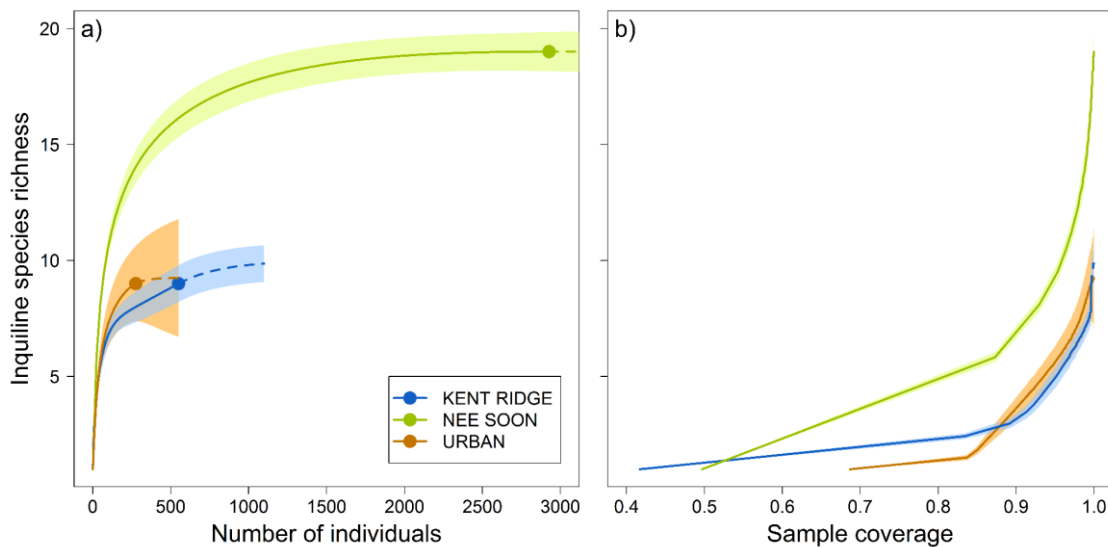 a)
b)
20
15
10
5
Inquiline species richness
KENT RIDGE
NEE SOON
URBAN
0 500 1000 1500 2000 2500 3000
0.4 0.5 0.6 0.7 0.8 0.9 1.0
Number of individuals
Sample coverage